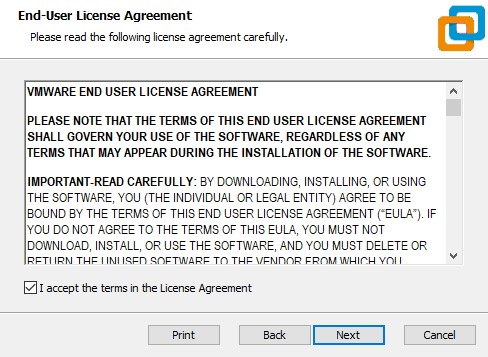 End-User License Agreement
Please read the following license agreement carefully.
VMWARE END USER LICENSE AGREEMENT
PLEASE NOTE THAT THE TERMS OF THIS END USER LICENSE AGREEMENT
SHALL GOVERN YOUR USE OF THE SOFTWARE, REGARDLESS OF ANY
TERMS THAT MAY APPEAR DURING THE INSTALLATION OF THE SOFTWARE.
IMPORTANT-READ CAREFULLY: BY DOWNLOADING, INSTALLING, OR USING
THE SOFTWARE, YOU (THE INDIVIDUAL OR LEGAL ENTITY) AGREE TO BE
BOUND BY THE TERMS OF THIS END USER LICENSE AGREEMENT (“EULA”). IF
YOU DO NOT AGREE TO THE TERMS OF THIS EULA, YOU MUST NOT
DOWNLOAD, INSTALL, OR USE THE SOFTWARE, AND YOU MUST DELETE OR
RETURN THE UNUSED SOFTWARE TO THE VENDOR FROM WHICH YOU
I accept the terms in the License Agreement
Print
Back
Next
Cancel